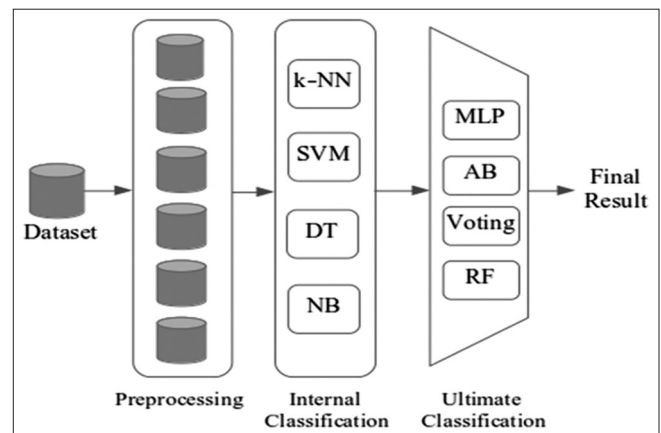 Dataset
Preprocessing
k-NN
SVM
DT
NB
Internal
Classification
MLP
AB
Voting
RF
Ultimate
Classification
Final
Result